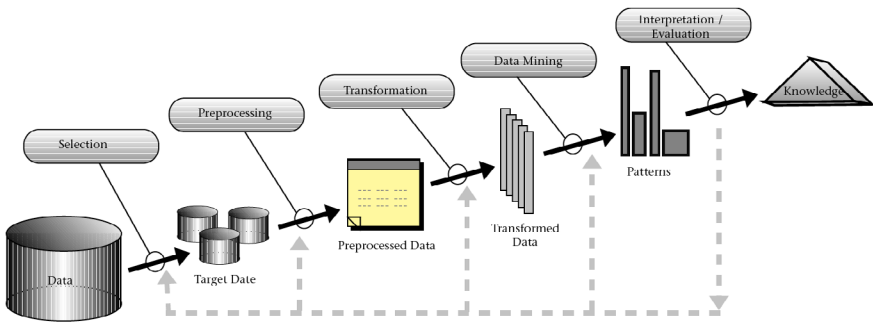 Interpretation /
Evaluation
Data Mining
Transformation
Preprocessing
Selection
Knowledge
Patterns
Transformed
Data
Preprocessed Data
Target Date
Data